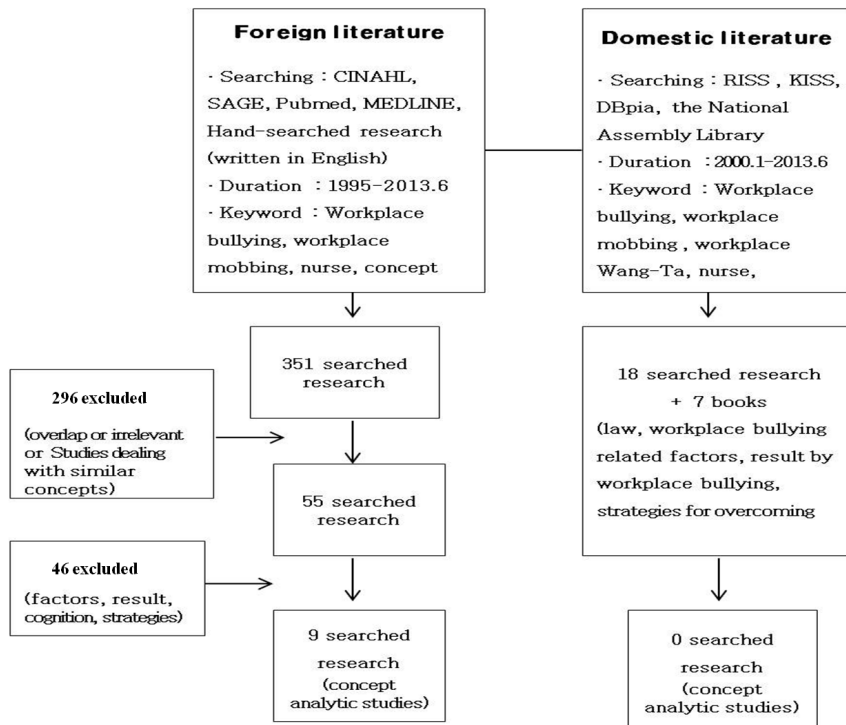 Foreign literature
· Searching : CINAHL,
SAGE, Pubmed, MEDLINE,
Hand-searched research
(written in English)
· Duration : 1995-2013.6
· Keyword : Workplace
bullying, workplace
mobbing, nurse, concept
Domestic literature
· Searching : RISS , KISS,
DBpia, the National
Assembly Library
· Duration : 2000.1-2013.6
· Keyword : Workplace
bullying, workplace
mobbing , workplace
Wang-Ta, nurse,
351 searched
research
296 excluded
(overlap or irrelevant
or Studies dealing
with similar
concepts)
55 searched
research
46 excluded
(factors, result,
cognition, strategies)
9 searched
research
(concept
analytic studies)
18 searched research
+ 7 books
(law, workplace bullying
related factors, result by
workplace bullying,
strategies for overcoming
0 searched
research
(concept
analytic studies)